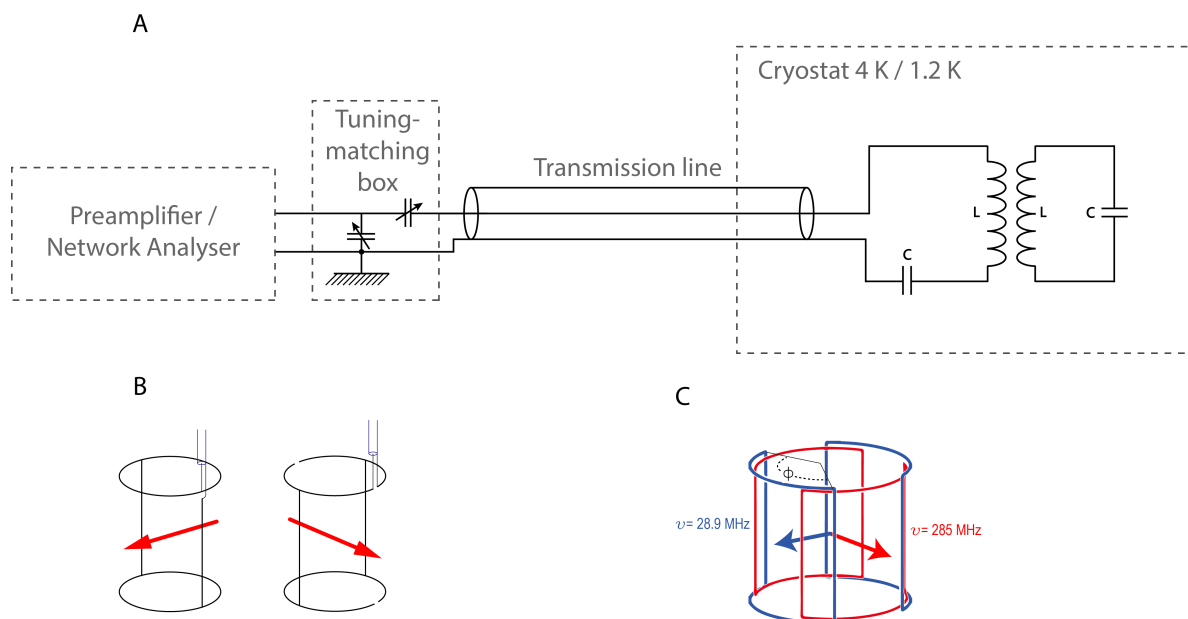 A
Cryostat 4 K / 1.2 K
Tuning-
matching
box
Transmission line
Preamplifier /
Network Analyser
L
L
C
C
B
C
ϕ
υ= 28.9 MHz
υ= 285 MHz